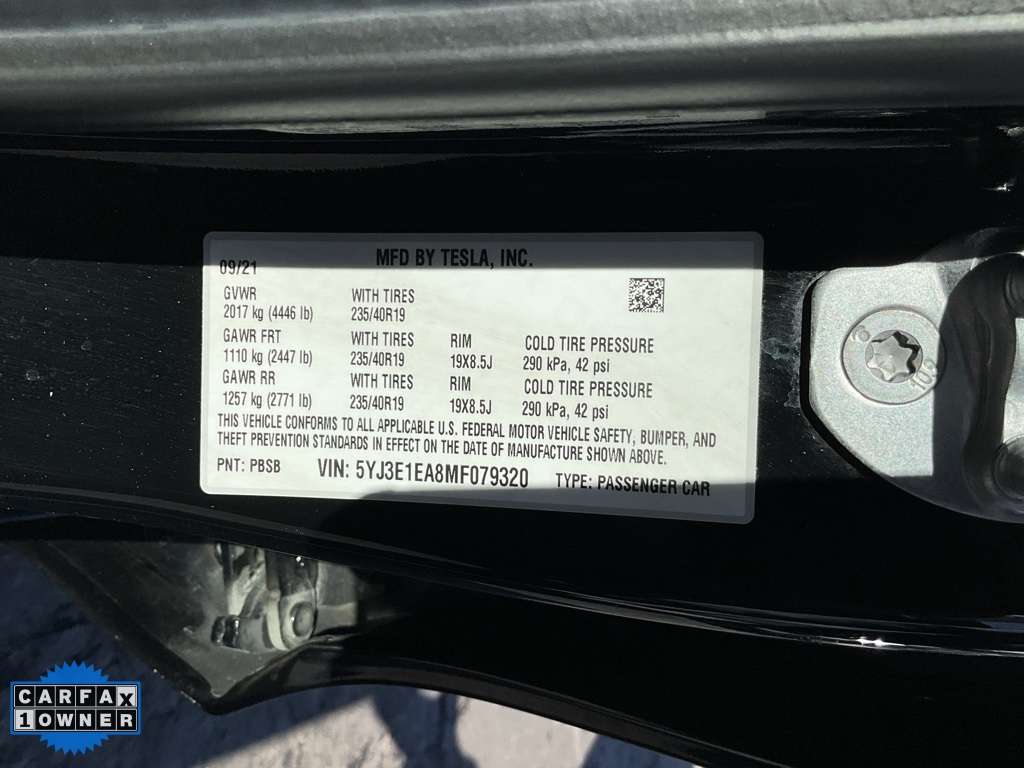 MFD BY TESLA, INC.
09/21
GVWR WITH TIRES
2017 kg (4446 lb) 235/40R19
GAWR FRT WITH TIRES RIM COLD TIRE PRESSURE
1110 kg (2447 lb) 235/40R19 19X8.5J 290 kPa, 42 psi
GAWR RR WITH TIRES RIM COLD TIRE PRESSURE
1257 kg (2771 lb) 235/40R19 19X8.5J 290 kPa, 42 psi
THIS VEHICLE CONFORMS TO ALL APPLICABLE U.S. FEDERAL MOTOR VEHICLE SAFETY, BUMPER, AND
THEFT PREVENTION STANDARDS IN EFFECT ON THE DATE OF MANUFACTURE SHOWN ABOVE.
PNT: PBSB VIN: 5YJ3E1EA8MF079320 TYPE: PASSENGER CAR
CARFAX
1 OWNER